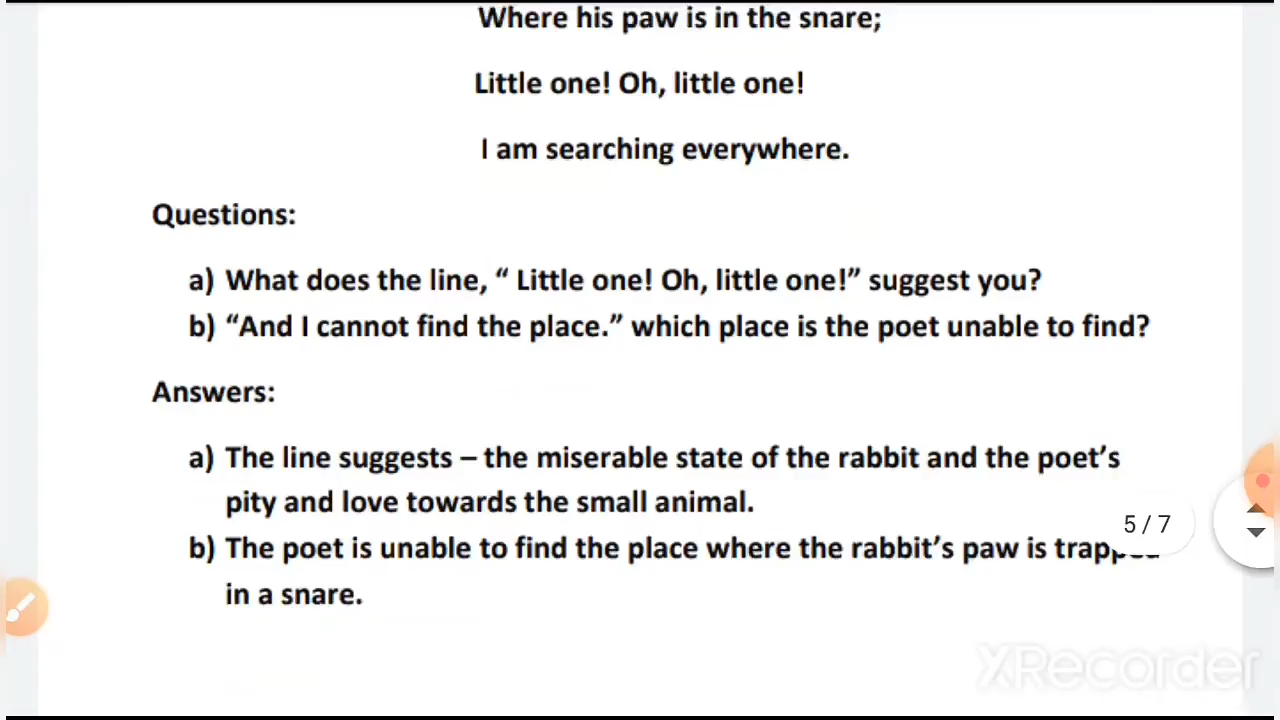 Where his paw is in the snare;
Little one! Oh, little one!
I am searching everywhere.
Questions:
a) What does the line, “ Little one! Oh, little one!” suggest you?
b) “And I cannot find the place.” which place is the poet unable to find?
Answers:
a) The line suggests – the miserable state of the rabbit and the poet’s
pity and love towards the small animal.
5 / 7
b) The poet is unable to find the place where the rabbit’s paw is trapped
in a snare.
XRecorder